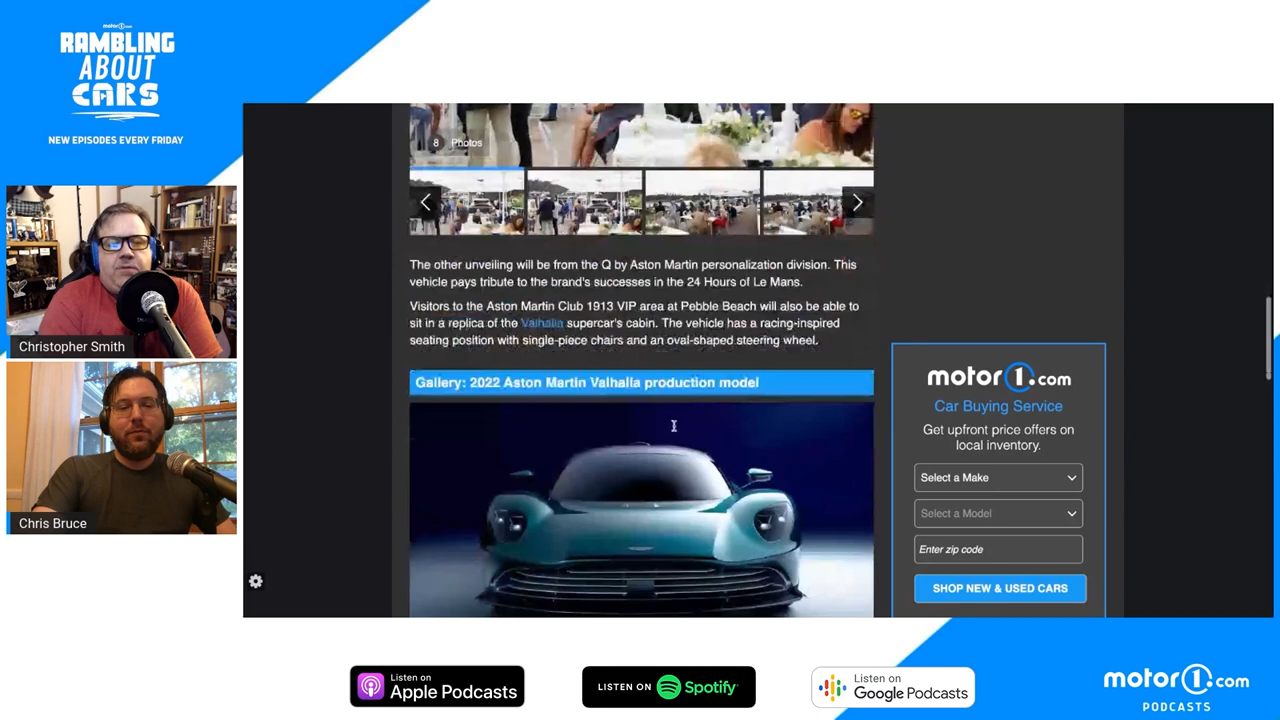 motor1.com
RAMBLING
ABOUT
CARS
NEW EPISODES EVERY FRIDAY
Christopher Smith
Chris Bruce
8 Photos
The other unveiling will be from the Q by Aston Martin personalization division. This
vehicle pays tribute to the brand's successes in the 24 Hours of Le Mans.
Visitors to the Aston Martin Club 1913 VIP area at Pebble Beach will also be able to
sit in a replica of the Valhalla supercar's cabin. The vehicle has a racing-inspired
seating position with single-piece chairs and an oval-shaped steering wheel.
Gallery: 2022 Aston Martin Valhalla production model
motor1.com
Car Buying Service
Get upfront price offers on
local inventory.
Select a Make
Select a Model
Enter zip code
SHOP NEW & USED CARS
Listen on
Apple Podcasts
LISTEN ON Spotify
Listen on
Google Podcasts
motor1.com
PODCASTS